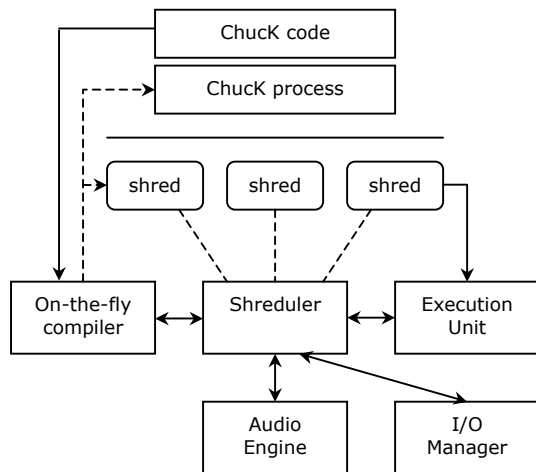 ChucK code
ChucK process
shred
shred
shred
On-the-fly
compiler
Shreduler
Execution
Unit
Audio
Engine
I/O
Manager